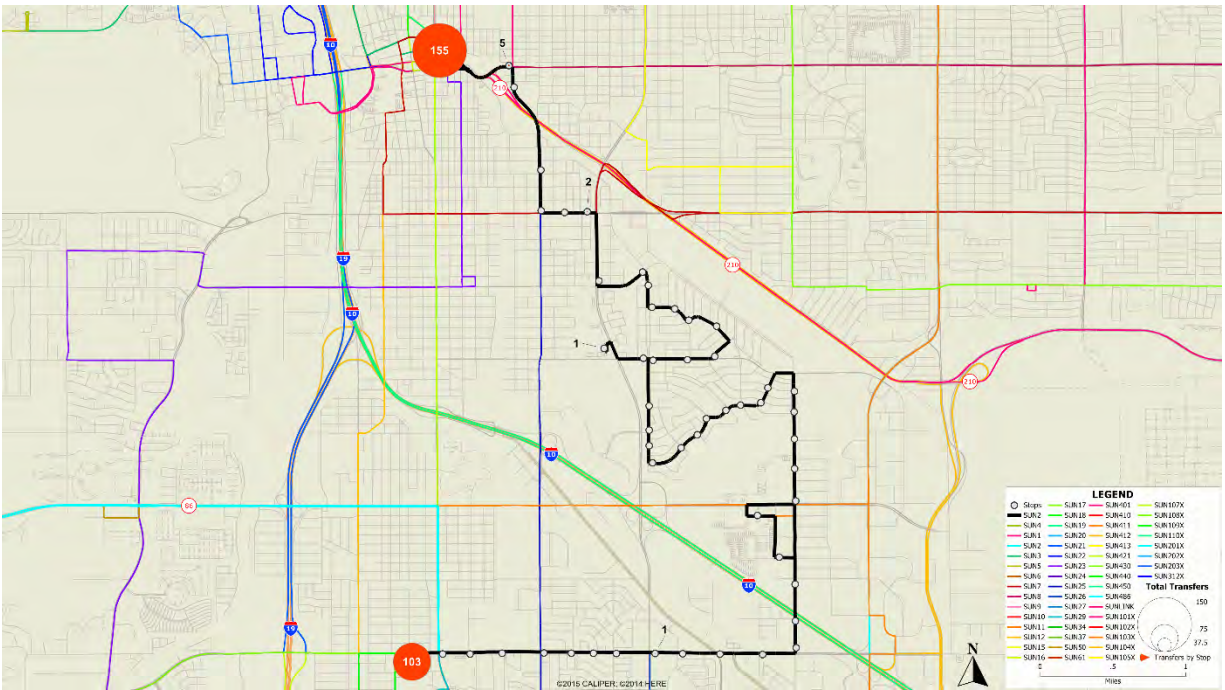 155
5
10
210
2
19
210
10
1
210
10
86
10
19
1
103
©2015 CALIPER; ©2014 HERE
N
LEGEND
Stops
SUN2
SUN4
SUN1
SUN2
SUN3
SUN4
SUN5
SUN6
SUN7
SUN8
SUN9
SUN10
SUN11
SUN12
SUN15
SUN16
SUN17
SUN18
SUN19
SUN20
SUN21
SUN22
SUN23
SUN24
SUN25
SUN26
SUN27
SUN29
SUN34
SUN37
SUN50
SUN61
SUN401
SUN410
SUN411
SUN412
SUN413
SUN421
SUN430
SUN440
SUN450
SUN486
SUNLINK
SUN101X
SUN102X
SUN103X
SUN104X
SUN105X
SUN107X
SUN108X
SUN109X
SUN110X
SUN201X
SUN202X
SUN203X
SUN312X
Total Transfers
150
75
37.5
Transfers by Stop
0 .5 1
Miles